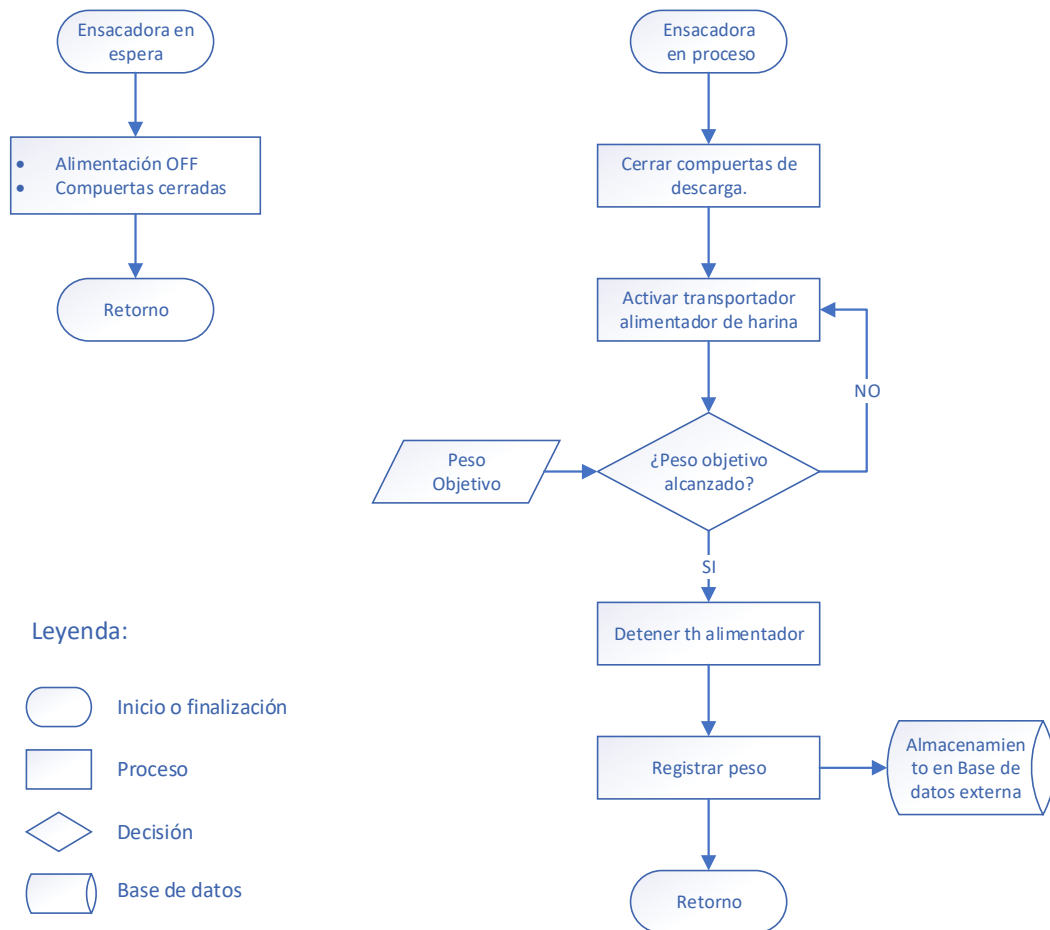 Ensacadora en
espera
• Alimentación OFF
• Compuertas cerradas
Retorno
Ensacadora
en proceso
Cerrar compuertas de
descarga.
Activar transportador
alimentador de harina
NO
Peso
Objetivo
¿Peso objetivo
alcanzado?
SI
Detener th alimentador
Registrar peso
Almacenamien
to en Base de
datos externa
Retorno
Leyenda:
Inicio o finalización
Proceso
Decisión
Base de datos